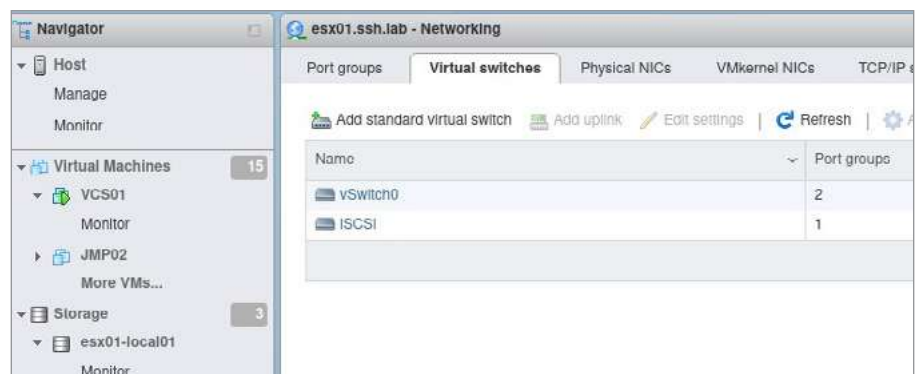 Navigator
Host
Manage
Monitor
Virtual Machines 15
VCS01
Monitor
JMP02
More VMs...
Storage 3
esx01-local01
Monitor
esx01.ssh.lab - Networking
Port groups Virtual switches Physical NICs VMkernel NICs TCP/IP
Add standard virtual switch Add uplink Edit settings | Refresh |
Name Port groups
vSwitch0 2
iSCSI 1